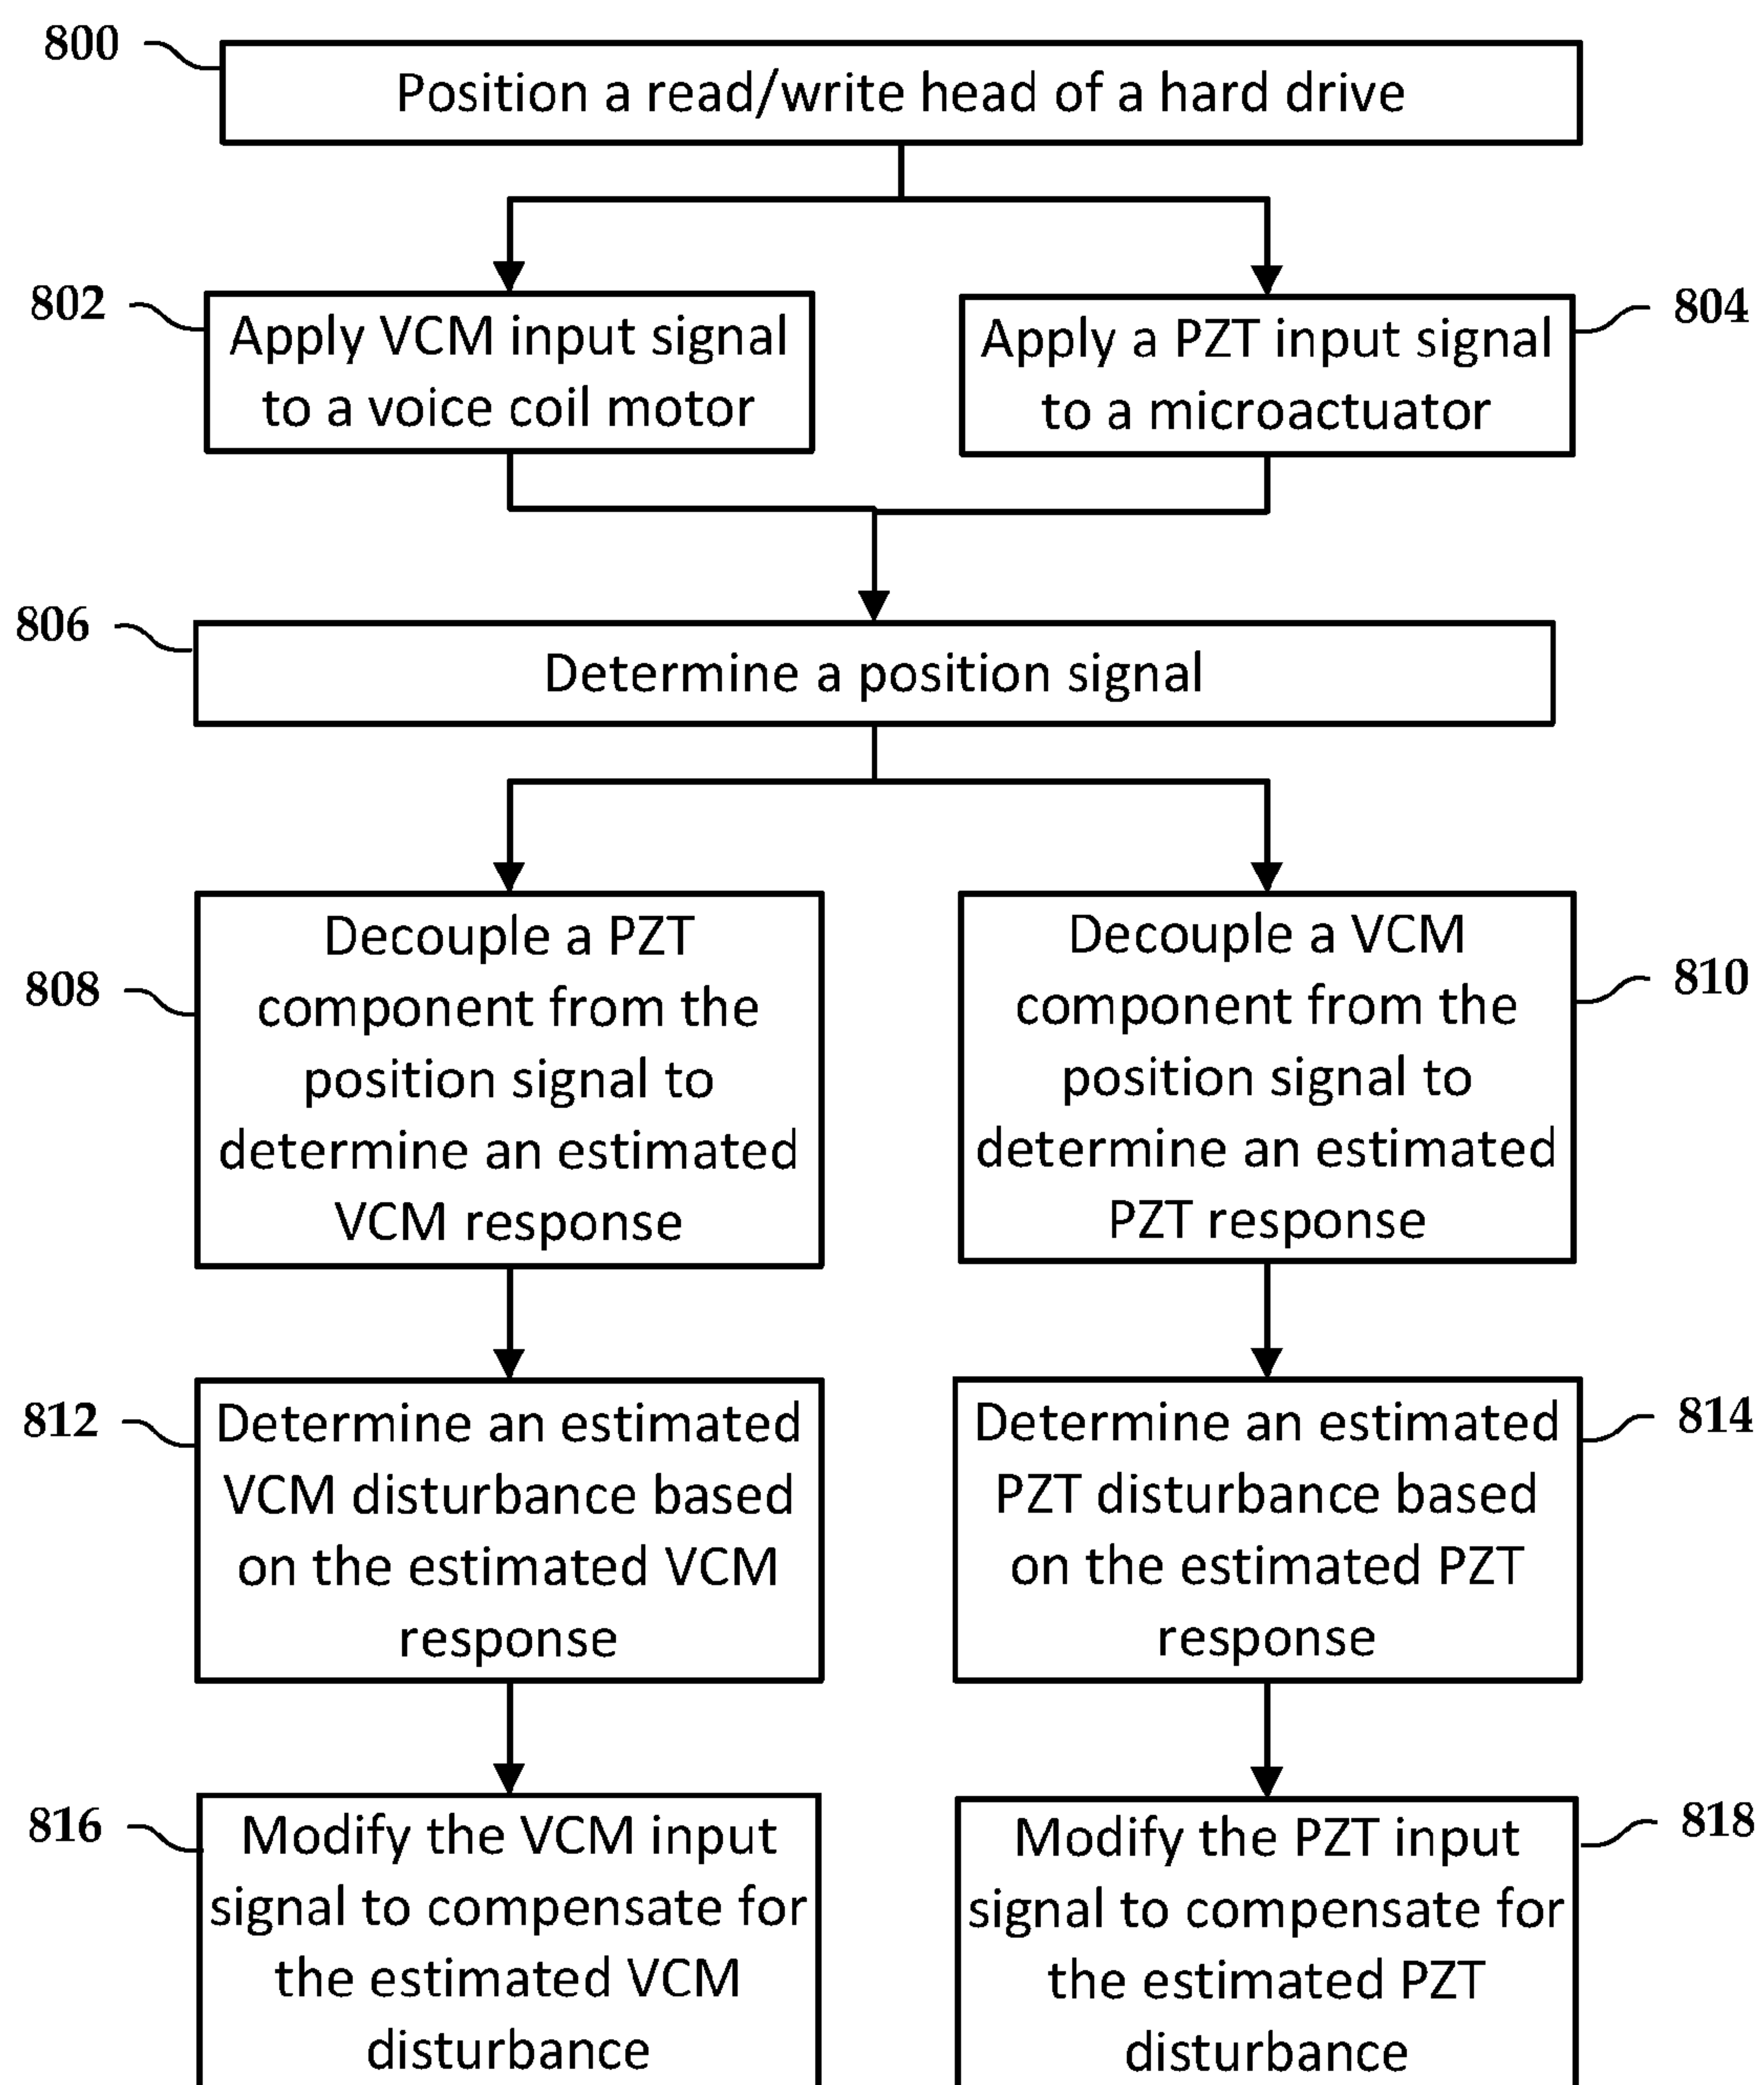 800
Position a read/write head of a hard drive
802
Apply VCM input signal
to a voice coil motor
804
Apply a PZT input signal
to a microactuator
806
Determine a position signal
808
Decouple a PZT
component from the
position signal to
determine an estimated
VCM response
810
Decouple a VCM
component from the
position signal to
determine an estimated
PZT response
812
Determine an estimated
VCM disturbance based
on the estimated VCM
response
814
Determine an estimated
PZT disturbance based
on the estimated PZT
response
816
Modify the VCM input
signal to compensate for
the estimated VCM
disturbance
818
Modify the PZT input
signal to compensate for
the estimated PZT
disturbance